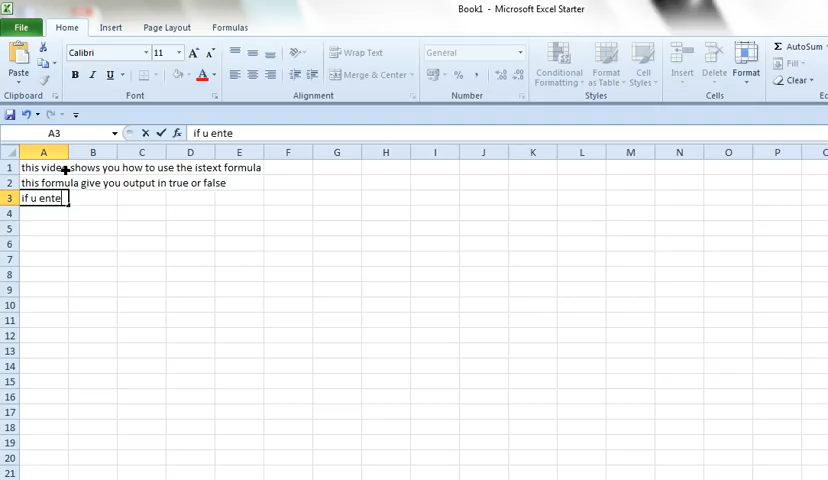 Book1 - Microsoft Excel Starter
File Home Insert Page Layout Formulas
Paste
Calibri 11 A A
B I U A
Wrap Text
Merge & Center
General
% ,
Conditional Formatting
Format as Table
Cell Styles
Insert Delete Format
Σ AutoSum
Fill
Clear
Clipboard Font Alignment Number Styles Cells
A3 fx if u ente
A B C D E F G H I J K L M N O P
1 this video shows you how to use the istext formula
2 this formula give you output in true or false
3 if u ente
4
5
6
7
8
9
10
11
12
13
14
15
16
17
18
19
20
21